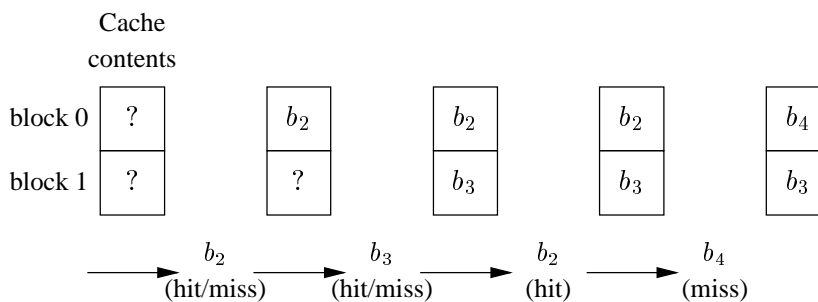 Cache
contents
block 0 ? b₂ b₂ b₂ b₄
block 1 ? ? b₃ b₃ b₃
b₂ b₃ b₂ b₄
(hit/miss) (hit/miss) (hit) (miss)